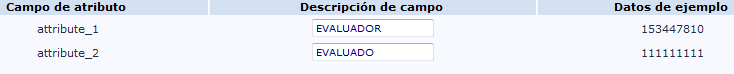 Campo de atributo Descripción de campo Datos de ejemplo
attribute_1 EVALUADOR 153447810
attribute_2 EVALUADO 111111111